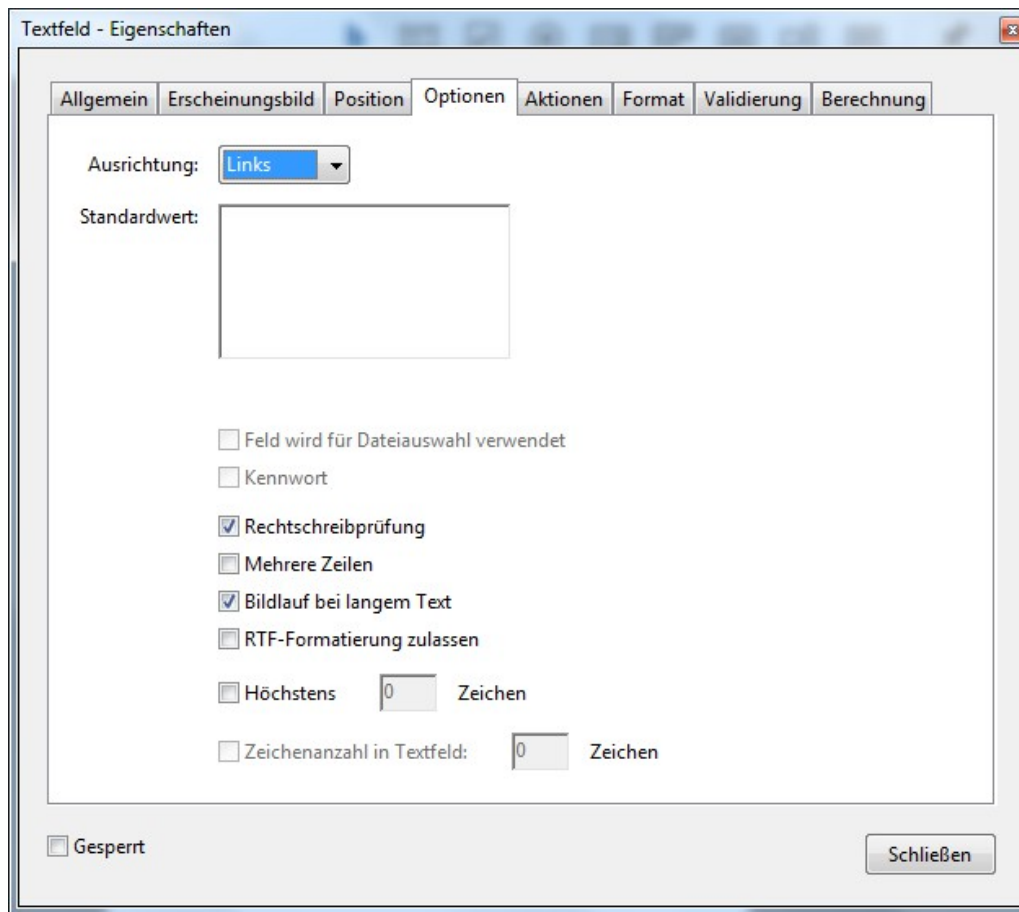 Textfeld - Eigenschaften
Allgemein Erscheinungsbild Position Optionen Aktionen Format Validierung Berechnung
Ausrichtung: Links
Standardwert:
Feld wird für Dateiauswahl verwendet
Kennwort
Rechtschreibprüfung
Mehrere Zeilen
Bildlauf bei langem Text
RTF-Formatierung zulassen
Höchstens 0 Zeichen
Zeichenanzahl in Textfeld: 0 Zeichen
Gesperrt
Schließen